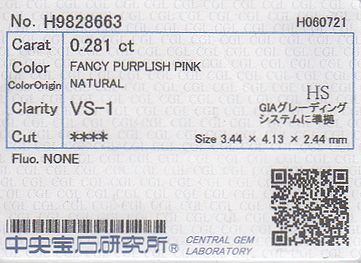 No. H9828663 H060721
Carat 0.281 ct
Color FANCY PURPLISH PINK
ColorOrigin NATURAL
Clarity VS-1
HS
GIAグレーディング
システムに準拠
Cut ****
Size 3.44 × 4.13 × 2.44 mm
Fluo. NONE
中央宝石研究所® CENTRAL GEM
LABORATORY